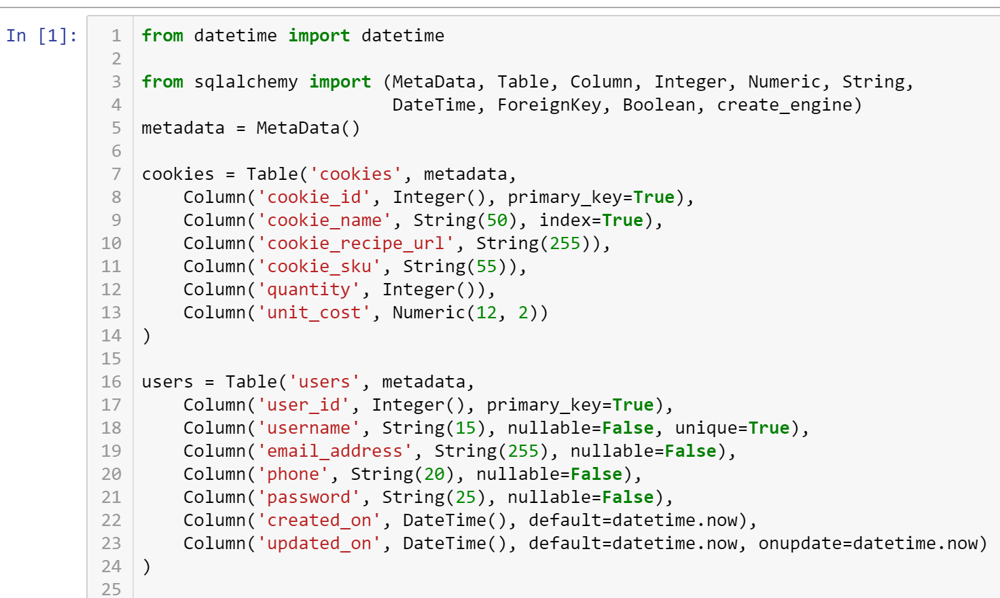 In [1]:
1 from datetime import datetime
2
3 from sqlalchemy import (MetaData, Table, Column, Integer, Numeric, String,
4                         DateTime, ForeignKey, Boolean, create_engine)
5 metadata = MetaData()
6
7 cookies = Table('cookies', metadata,
8     Column('cookie_id', Integer(), primary_key=True),
9     Column('cookie_name', String(50), index=True),
10     Column('cookie_recipe_url', String(255)),
11     Column('cookie_sku', String(55)),
12     Column('quantity', Integer()),
13     Column('unit_cost', Numeric(12, 2))
14 )
15
16 users = Table('users', metadata,
17     Column('user_id', Integer(), primary_key=True),
18     Column('username', String(15), nullable=False, unique=True),
19     Column('email_address', String(255), nullable=False),
20     Column('phone', String(20), nullable=False),
21     Column('password', String(25), nullable=False),
22     Column('created_on', DateTime(), default=datetime.now),
23     Column('updated_on', DateTime(), default=datetime.now, onupdate=datetime.now)
24 )
25